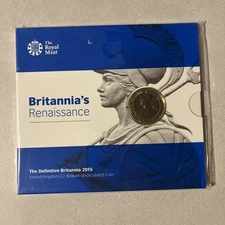 The
Royal
Mint
Britannia's
Renaissance
The Definitive Britannia 2015
United Kingdom £2 Brilliant Uncirculated Coin